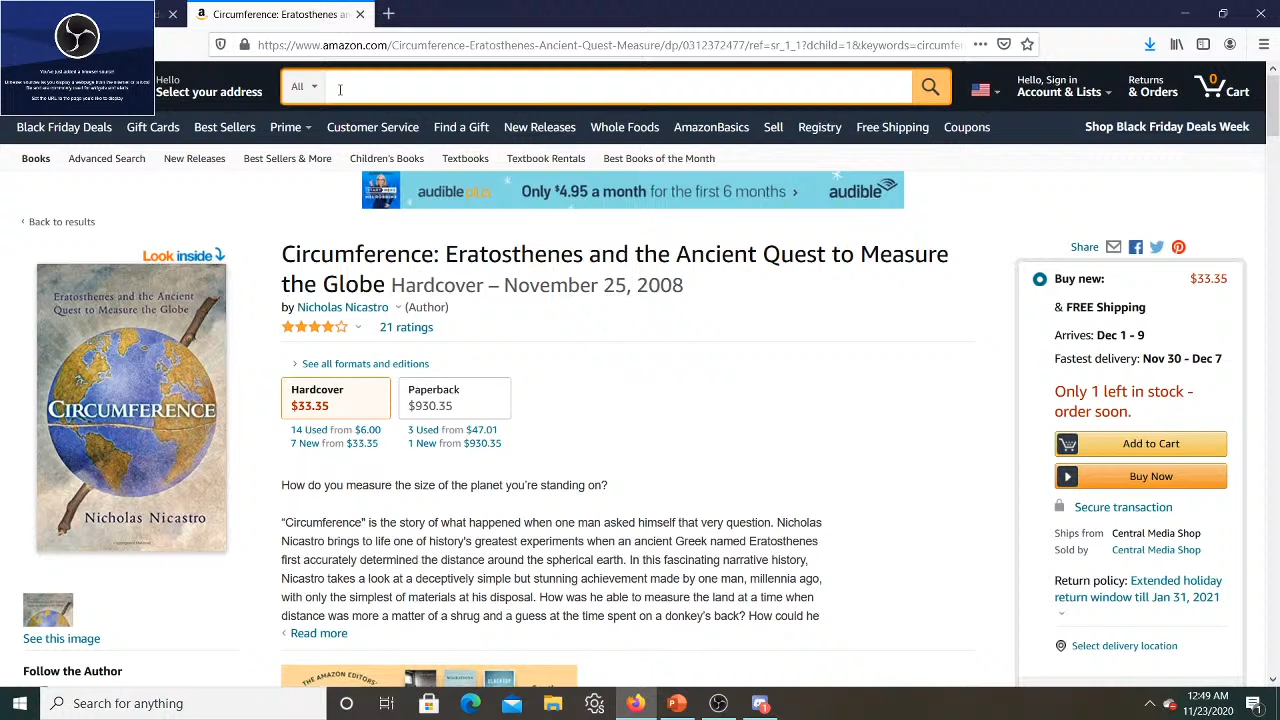 You've just added a browser source!
Circumference: Eratosthenes and
https://www.amazon.com/Circumference-Eratosthenes-Ancient-Quest-Measure/dp/0312372477/ref=sr_1_1?dchild=1&keywords=circumfe
Hello
Select your address
All
Hello, Sign in
Account & Lists
Returns
& Orders
0
Cart
Black Friday Deals
Gift Cards
Best Sellers
Prime
Customer Service
Find a Gift
New Releases
Whole Foods
AmazonBasics
Sell
Registry
Free Shipping
Coupons
Shop Black Friday Deals Week
Books
Advanced Search
New Releases
Best Sellers & More
Children's Books
Textbooks
Textbook Rentals
Best Books of the Month
audible plus
Only $4.95 a month for the first 6 months
audible
Back to results
Look inside
Eratosthenes and the Ancient
Quest to Measure the Globe
CIRCUMFERENCE
Nicholas Nicastro
See this image
Follow the Author
Circumference: Eratosthenes and the Ancient Quest to Measure
the Globe Hardcover – November 25, 2008
by Nicholas Nicastro (Author)
21 ratings
See all formats and editions
Hardcover
$33.35
Paperback
$930.35
14 Used from $6.00
7 New from $33.35
3 Used from $47.01
1 New from $930.35
How do you measure the size of the planet you're standing on?
“Circumference" is the story of what happened when one man asked himself that very question. Nicholas
Nicastro brings to life one of history's greatest experiments when an ancient Greek named Eratosthenes
first accurately determined the distance around the spherical earth. In this fascinating narrative history,
Nicastro takes a look at a deceptively simple but stunning achievement made by one man, millennia ago,
with only the simplest of materials at his disposal. How was he able to measure the land at a time when
distance was more a matter of a shrug and a guess at the time spent on a donkey's back? How could he
Read more
THE AMAZON EDITORS'
Share
Buy new:
$33.35
& FREE Shipping
Arrives: Dec 1 - 9
Fastest delivery: Nov 30 - Dec 7
Only 1 left in stock -
order soon.
Add to Cart
Buy Now
Secure transaction
Ships from Central Media Shop
Sold by Central Media Shop
Return policy: Extended holiday
return window till Jan 31, 2021
Select delivery location
Search for anything
12:49 AM
11/23/2020